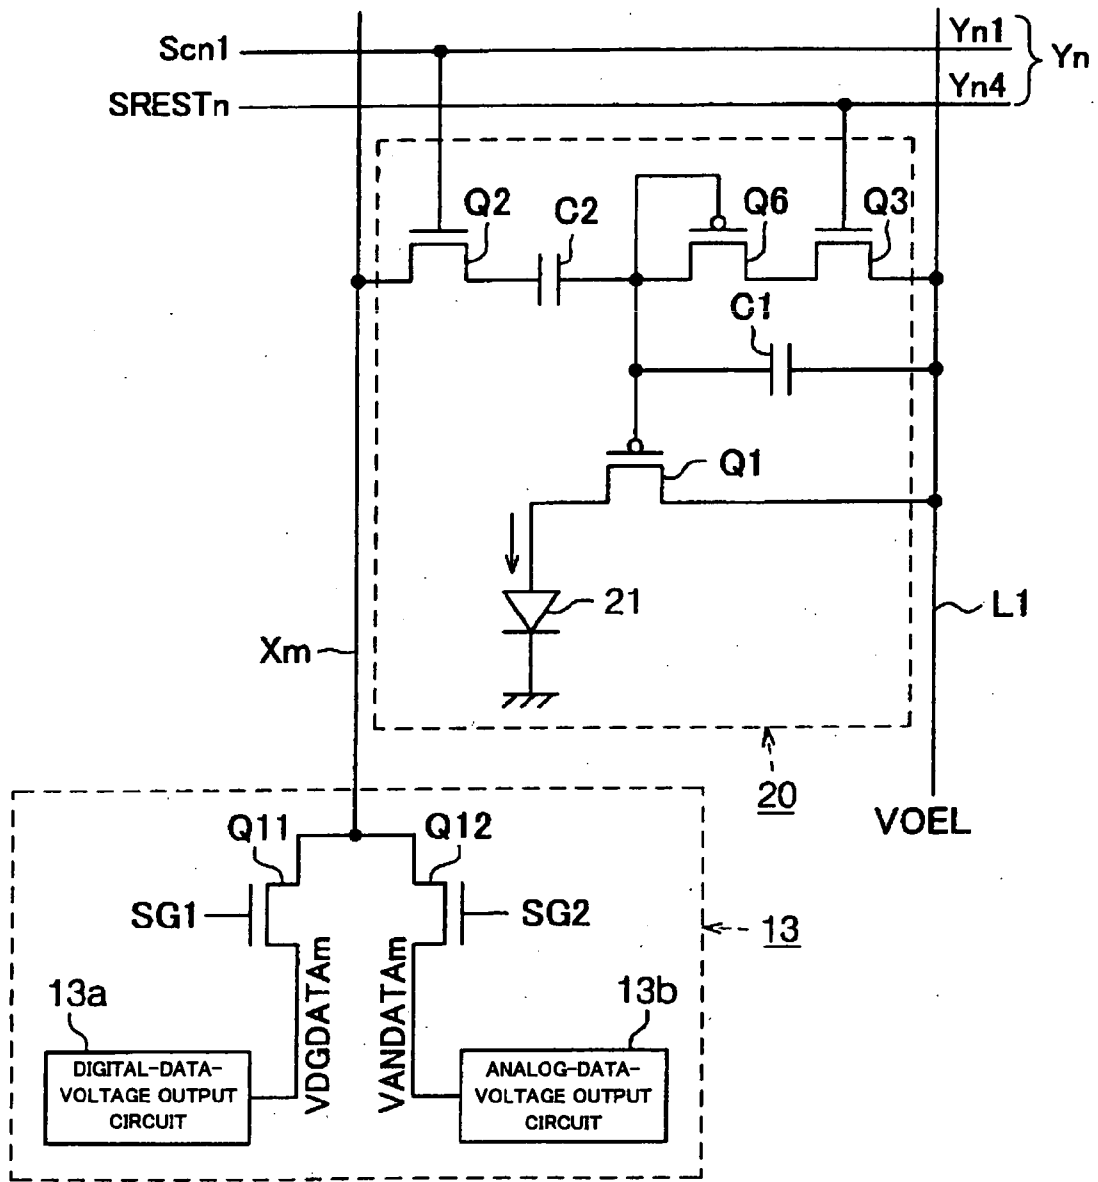 Scn1
Yn1
Yn
SRESTn
Yn4
Q2
C2
Q6
Q3
C1
Q1
21
L1
Xm
20
VOEL
Q11
Q12
SG1
SG2
13
VDGDATAm
VANDATAm
13a
13b
DIGITAL-DATA-
VOLTAGE OUTPUT
CIRCUIT
ANALOG-DATA-
VOLTAGE OUTPUT
CIRCUIT